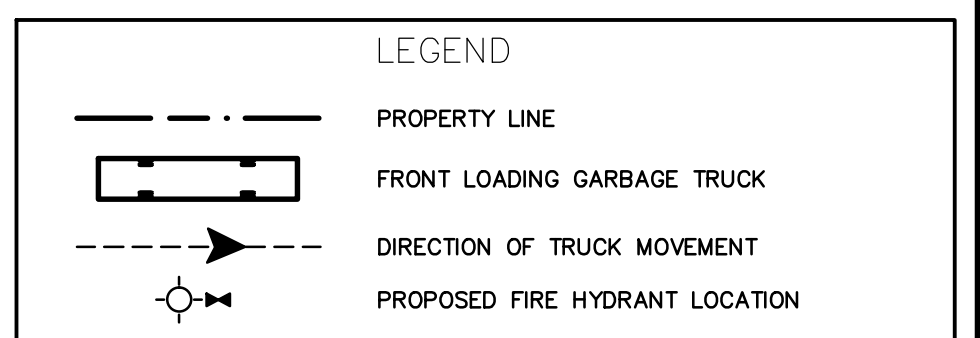 LEGEND
PROPERTY LINE
FRONT LOADING GARBAGE TRUCK
DIRECTION OF TRUCK MOVEMENT
PROPOSED FIRE HYDRANT LOCATION